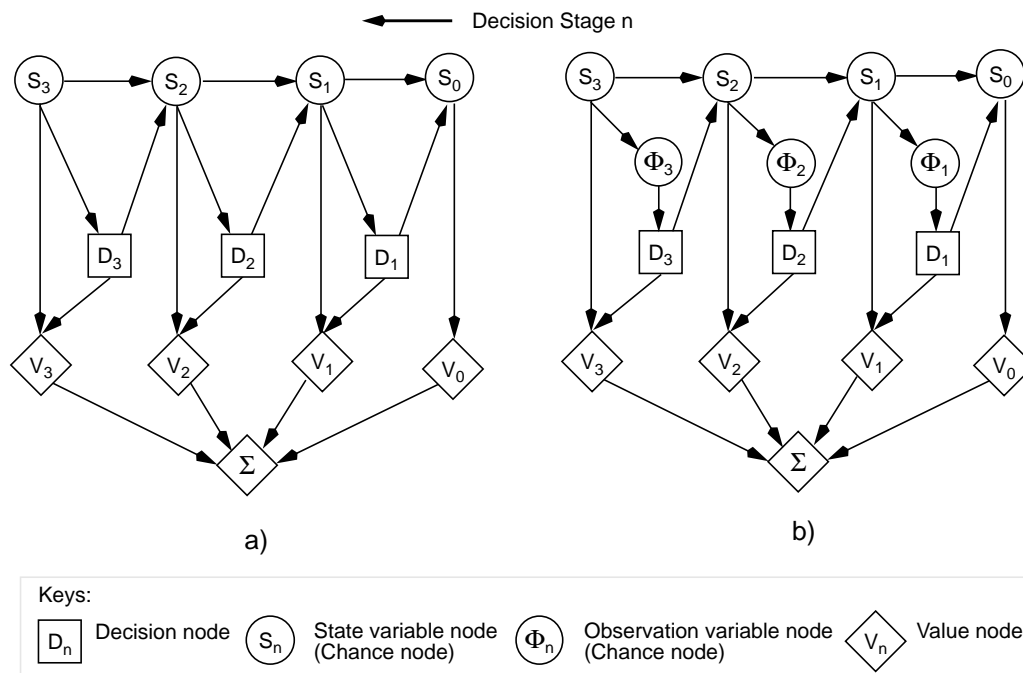 Decision Stage n
S3 S2 S1 S0 S3 S2 S1 S0
Φ3 Φ2 Φ1
D3 D2 D1 D3 D2 D1
V3 V2 V1 V0 V3 V2 V1 V0
Σ Σ
a) b)
Keys:
Dn Decision node Sn State variable node Φn Observation variable node Vn Value node
(Chance node) (Chance node)